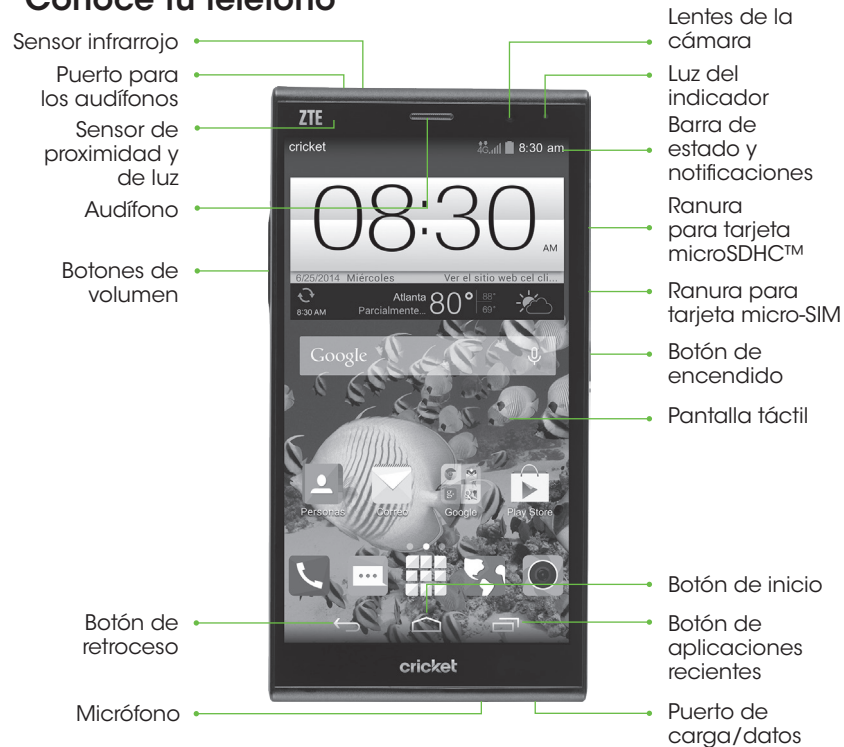 Conoce tu teléfono
Sensor infrarrojo
Puerto para
los audífonos
Sensor de
proximidad y
de luz
Audífono
Botones de
volumen
Botón de
retroceso
Micrófono
ZTE
cricket
4G
8:30 am
08:30
AM
6/25/2014 Miércoles
Ver el sitio web cel cli...
8:30 AM
Atlanta
Parcialmente...
80°
88°
69°
Google
Personas
Correo
Google
Play Store
cricket
Lentes de la
cámara
Luz del
indicador
Barra de
estado y
notificaciones
Ranura
para tarjeta
microSDHC™
Ranura para
tarjeta micro-SIM
Botón de
encendido
Pantalla táctil
Botón de inicio
Botón de
aplicaciones
recientes
Puerto de
carga/datos